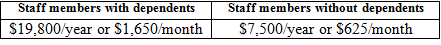 Staff members with dependents Staff members without dependents
$19,800/year or $1,650/month $7,500/year or $625/month